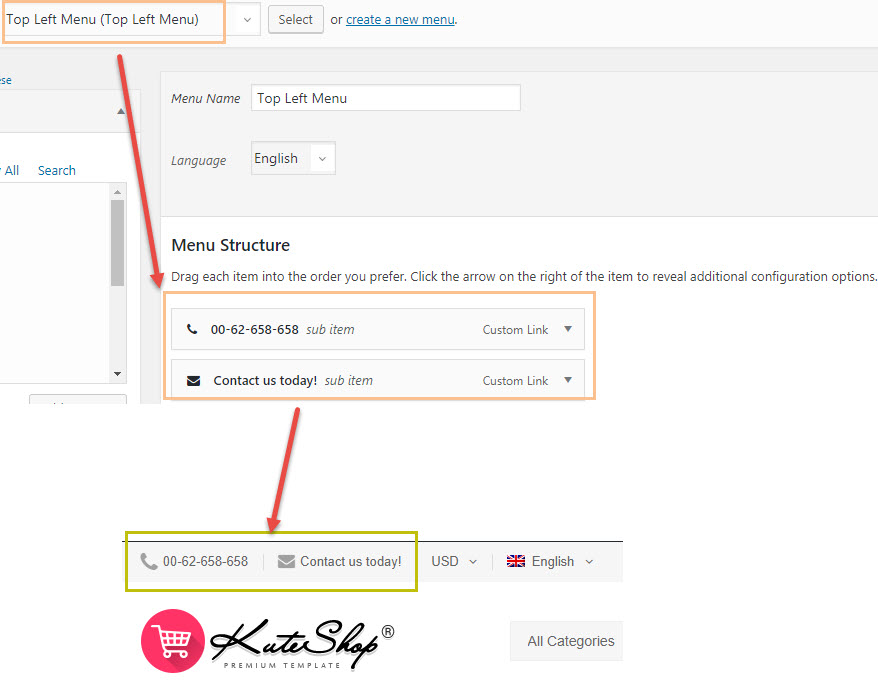 Top Left Menu (Top Left Menu) Select or create a new menu.
Menu Name Top Left Menu
Language English
All Search
Menu Structure
Drag each item into the order you prefer. Click the arrow on the right of the item to reveal additional configuration options.
00-62-658-658 sub item Custom Link
Contact us today! sub item Custom Link
00-62-658-658 Contact us today! USD English
KuteShop®
PREMIUM TEMPLATE
All Categories